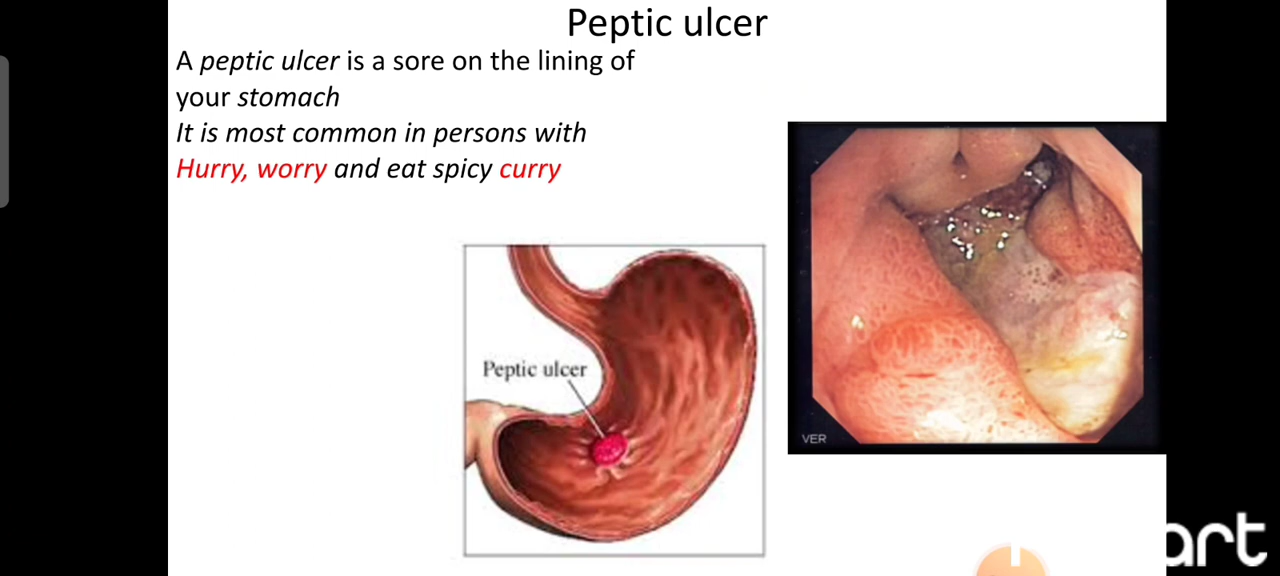 Peptic ulcer
A peptic ulcer is a sore on the lining of
your stomach
It is most common in persons with
Hurry, worry and eat spicy curry
Peptic ulcer
VER
art